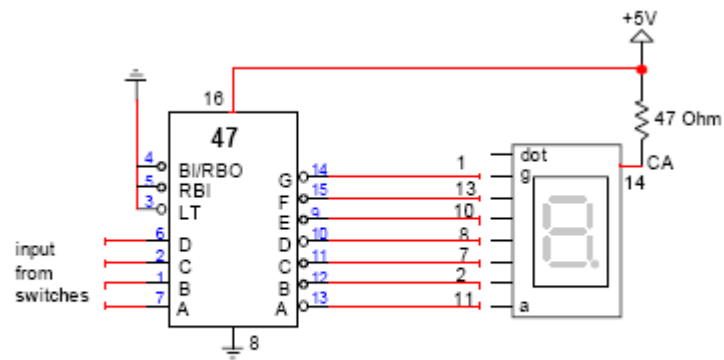 +5V
16
47 Ohm
47
dot
CA
14
4 BI/RBO G 14 1 g
5 RBI F 15 13
3 LT E 9 10
6 D D 10 8
2 C C 11 7
1 B B 12 2
7 A A 13 11 a
input
from
switches
8